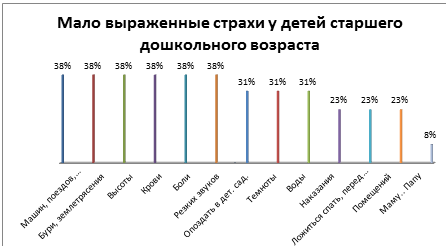 Мало выраженные страхи у детей старшего
дошкольного возраста
38% 38% 38% 38% 38% 38%
31% 31% 31%
23% 23% 23%
8%
Машин, поездов,...
Бури, землетрясения
Высоты
Крови
Боли
Резких звуков
Опоздать в дет. сад.
Темноты
Воды
Наказания
Ложиться спать, перед...
Помещений
Маму.. Папу